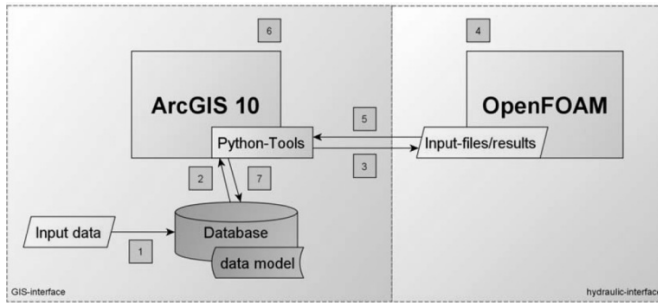 6
4
ArcGIS 10
OpenFOAM
5
Python-Tools
Input-files/results
2
7
3
Input data
Database
1
data model
GIS-interface
hydraulic-interface